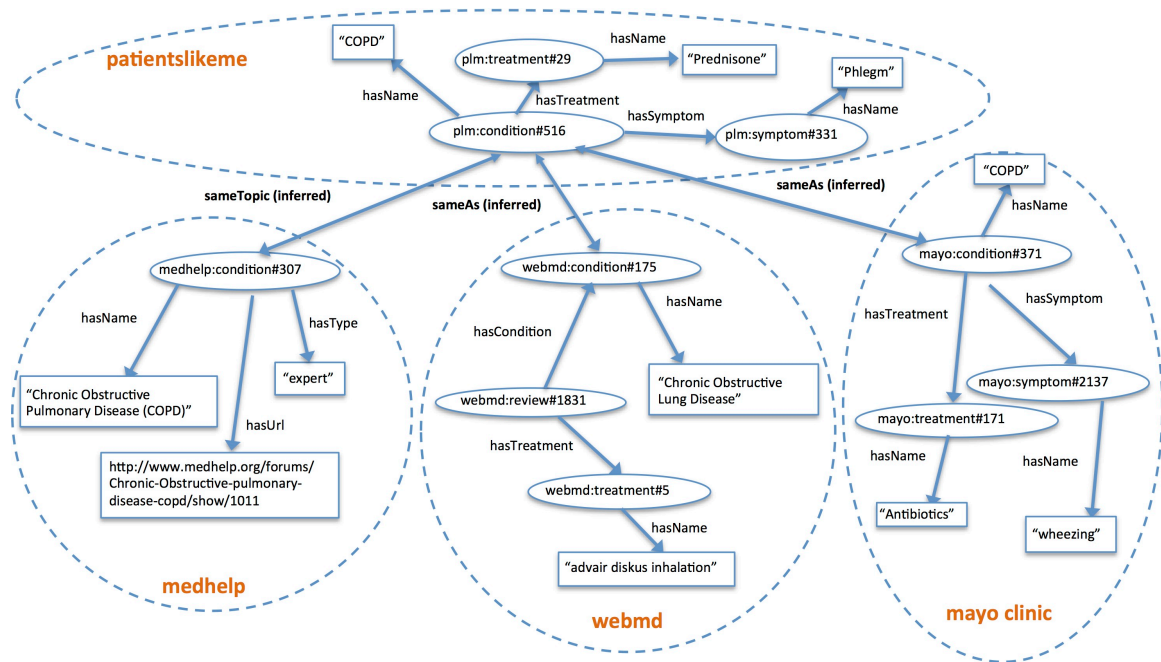 patientslikeme
“COPD”
hasName
plm:treatment#29
hasName
“Prednisone”
hasTreatment
plm:condition#516
hasSymptom
“Phlegm”
hasName
plm:symptom#331
sameTopic (inferred)
sameAs (inferred)
sameAs (inferred)
medhelp:condition#307
hasName
hasType
“Chronic Obstructive
Pulmonary Disease (COPD)”
“expert”
hasUrl
http://www.medhelp.org/forums/
Chronic-Obstructive-pulmonary-
disease-copd/show/1011
medhelp
webmd:condition#175
hasCondition
hasName
“Chronic Obstructive
Lung Disease”
webmd:review#1831
hasTreatment
webmd:treatment#5
hasName
“advair diskus inhalation”
webmd
“COPD”
hasName
mayo:condition#371
hasTreatment
hasSymptom
mayo:symptom#2137
mayo:treatment#171
hasName
hasName
“Antibiotics”
“wheezing”
mayo clinic